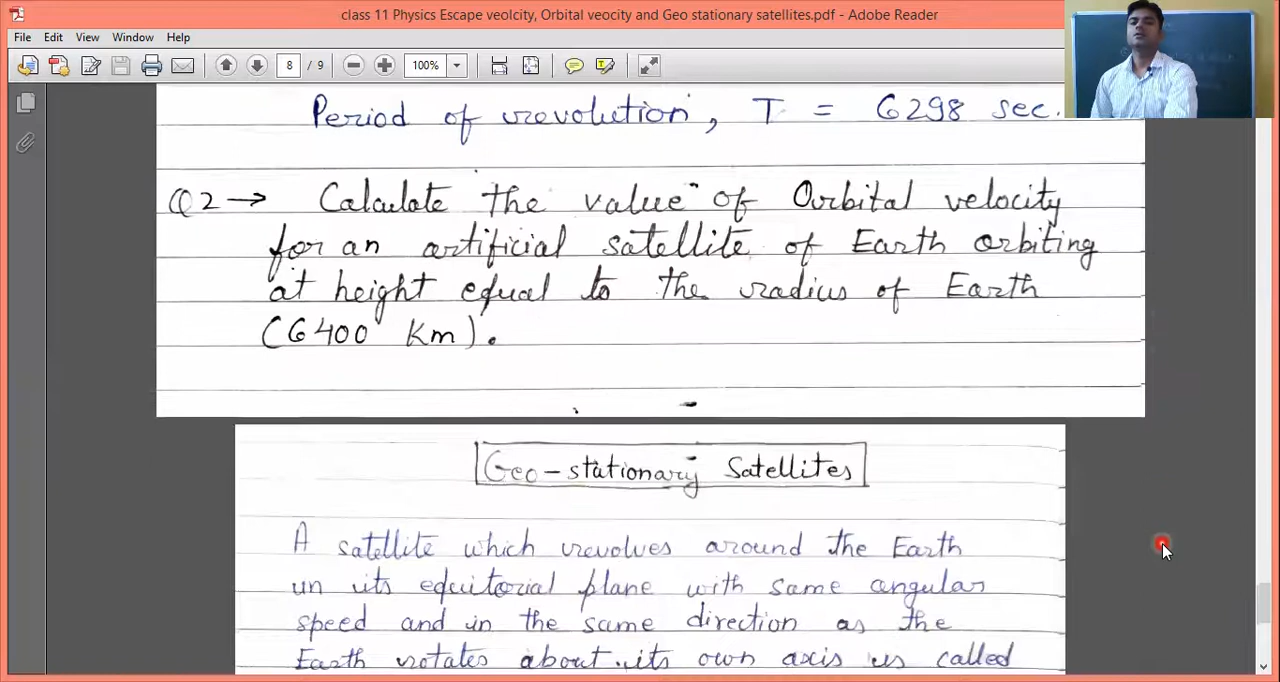 class 11 Physics Escape veolcity, Orbital veocity and Geo stationary satellites.pdf - Adobe Reader
File Edit View Window Help
8 / 9 100%
Period of revolution, T = 6298 sec.
Q2 → Calculate the value of Orbital velocity
for an artificial satellite of Earth orbiting
at height equal to the radius of Earth
(6400 Km).
Geo-stationary Satellites
A satellite which revolves around the Earth
in its equitorial plane with same angular
speed and in the same direction as the
Earth rotates about its own axis is called